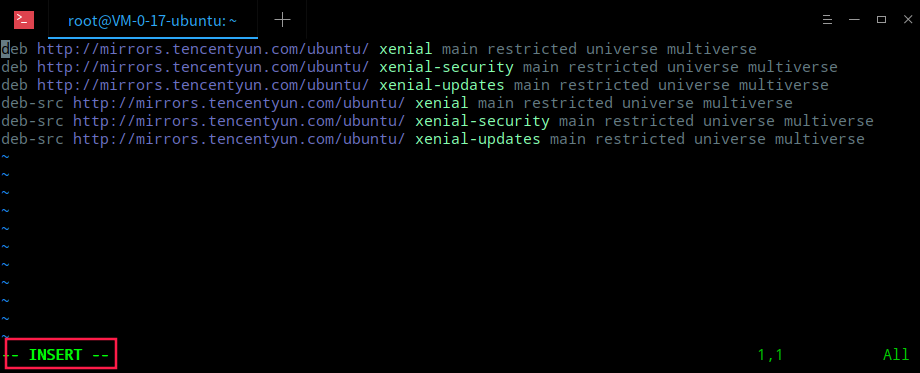 root@VM-0-17-ubuntu: ~
deb http://mirrors.tencentyun.com/ubuntu/ xenial main restricted universe multiverse
deb http://mirrors.tencentyun.com/ubuntu/ xenial-security main restricted universe multiverse
deb http://mirrors.tencentyun.com/ubuntu/ xenial-updates main restricted universe multiverse
deb-src http://mirrors.tencentyun.com/ubuntu/ xenial main restricted universe multiverse
deb-src http://mirrors.tencentyun.com/ubuntu/ xenial-security main restricted universe multiverse
deb-src http://mirrors.tencentyun.com/ubuntu/ xenial-updates main restricted universe multiverse
~
~
~
~
~
~
~
~
~
~
~
-- INSERT -- 1,1 All